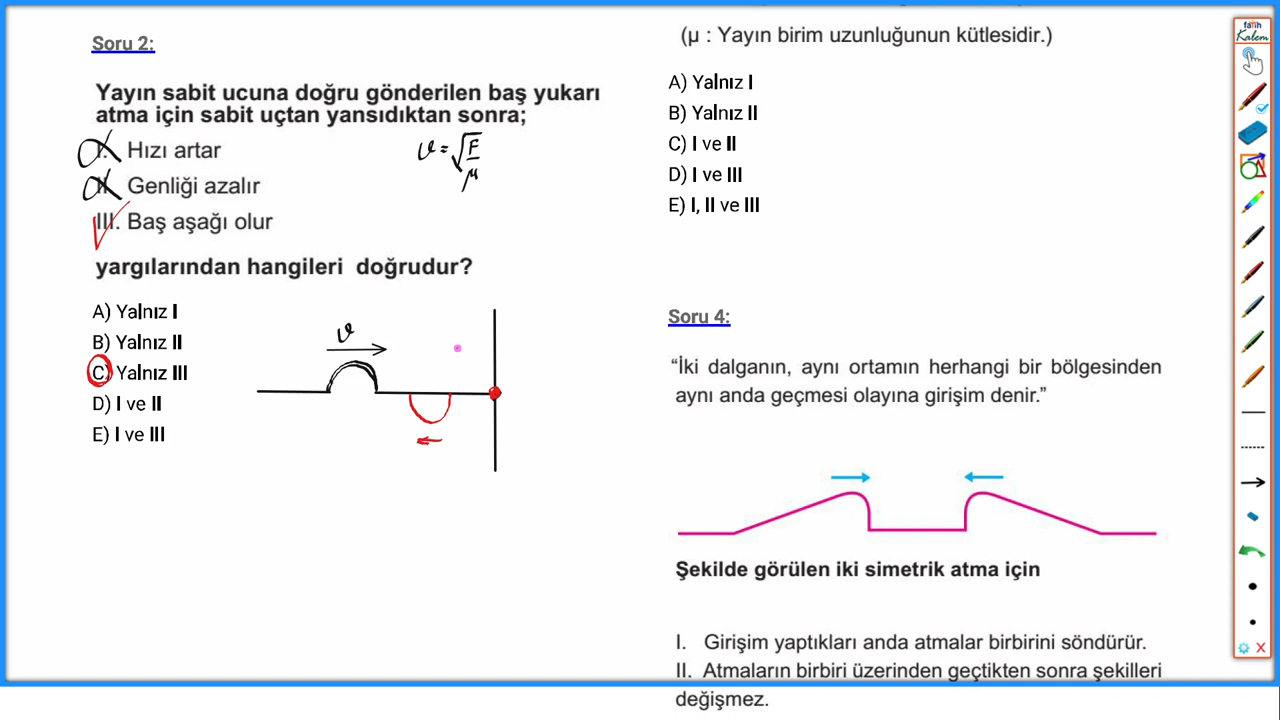 Soru 2:
Yayın sabit ucuna doğru gönderilen baş yukarı
atma için sabit uçtan yansıdıktan sonra;
I. Hızı artar
II. Genliği azalır
III. Baş aşağı olur
yargılarından hangileri doğrudur?
A) Yalnız I
B) Yalnız II
C) Yalnız III
D) I ve II
E) I ve III
v = √F/μ
v
(μ : Yayın birim uzunluğunun kütlesidir.)
A) Yalnız I
B) Yalnız II
C) I ve II
D) I ve III
E) I, II ve III
Soru 4:
“İki dalganın, aynı ortamın herhangi bir bölgesinden
aynı anda geçmesi olayına girişim denir.”
Şekilde görülen iki simetrik atma için
I. Girişim yaptıkları anda atmalar birbirini söndürür.
II. Atmaların birbiri üzerinden geçtikten sonra şekilleri
değişmez.
fatih
Kalem